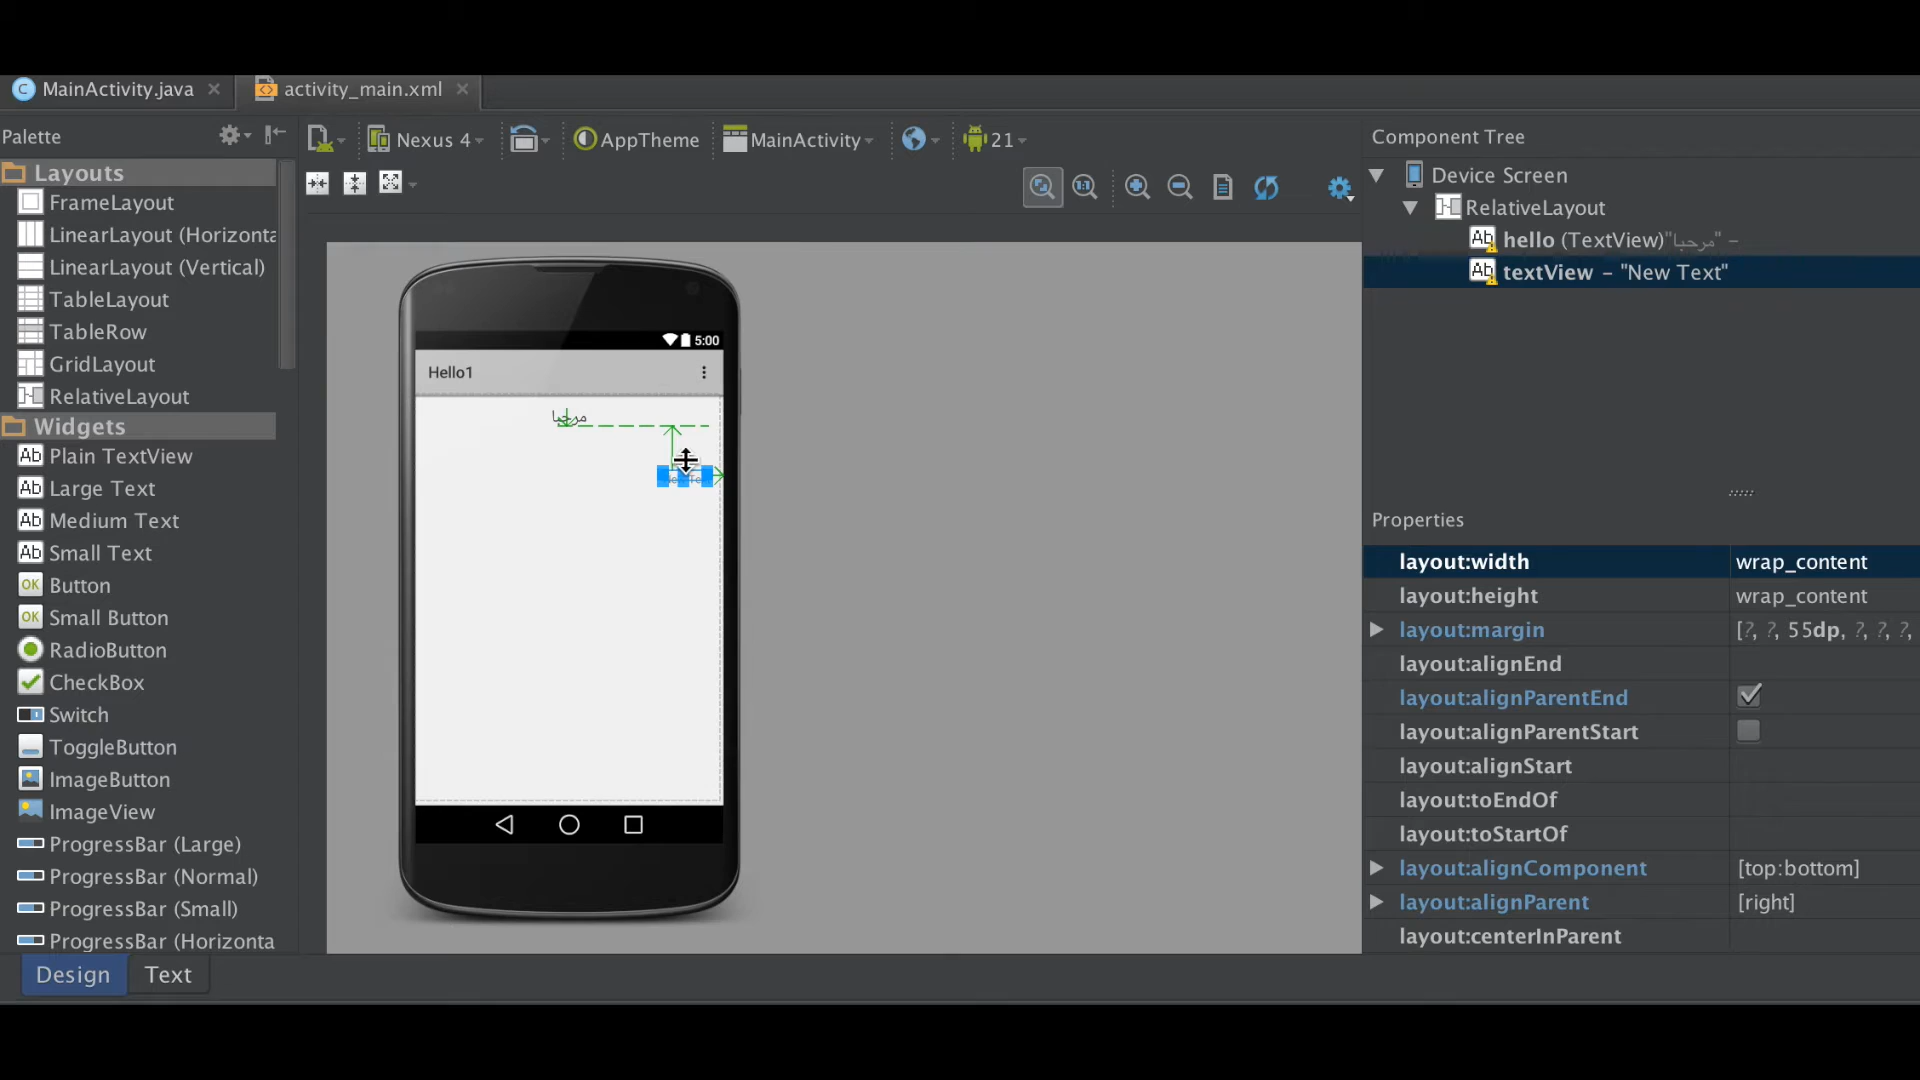 MainActivity.java
activity_main.xml
Palette
Nexus 4
AppTheme
MainActivity
21
Component Tree
Layouts
FrameLayout
LinearLayout (Horizonta
LinearLayout (Vertical)
TableLayout
TableRow
GridLayout
RelativeLayout
Widgets
Plain TextView
Large Text
Medium Text
Small Text
Button
Small Button
RadioButton
CheckBox
Switch
ToggleButton
ImageButton
ImageView
ProgressBar (Large)
ProgressBar (Normal)
ProgressBar (Small)
ProgressBar (Horizonta
Design
Text
5:00
Hello1
مرحبا
Device Screen
RelativeLayout
hello (TextView)"مرحبا" –
textView – "New Text"
Properties
layout:width wrap_content
layout:height wrap_content
layout:margin [?, ?, 55dp, ?, ?, ?,
layout:alignEnd
layout:alignParentEnd
layout:alignParentStart
layout:alignStart
layout:toEndOf
layout:toStartOf
layout:alignComponent [top:bottom]
layout:alignParent [right]
layout:centerInParent